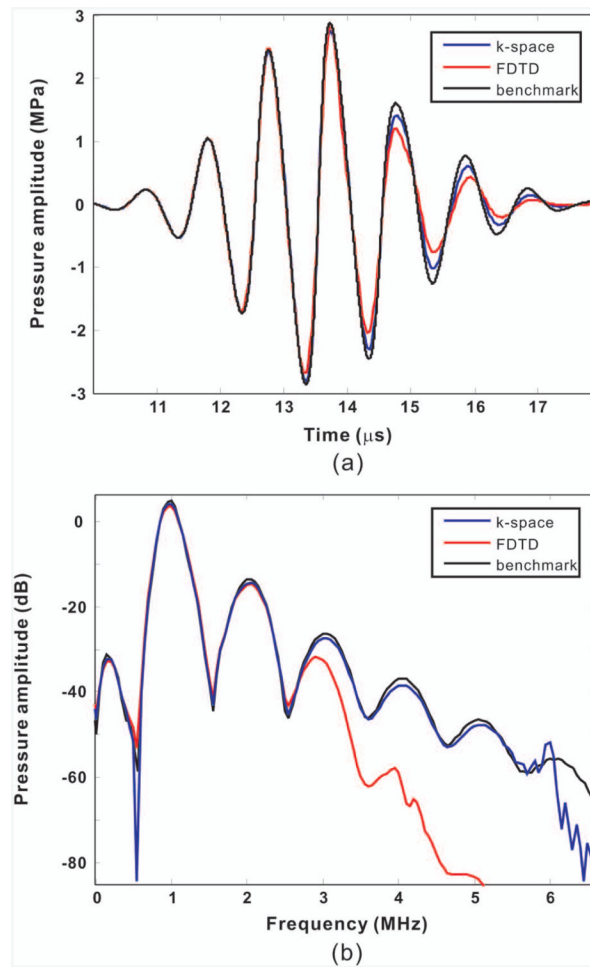 3
2
1
0
-1
-2
-3
Pressure amplitude (MPa)
k-space
FDTD
benchmark
11 12 13 14 15 16 17
Time (μs)
(a)
0
-20
-40
-60
-80
Pressure amplitude (dB)
k-space
FDTD
benchmark
0 1 2 3 4 5 6
Frequency (MHz)
(b)